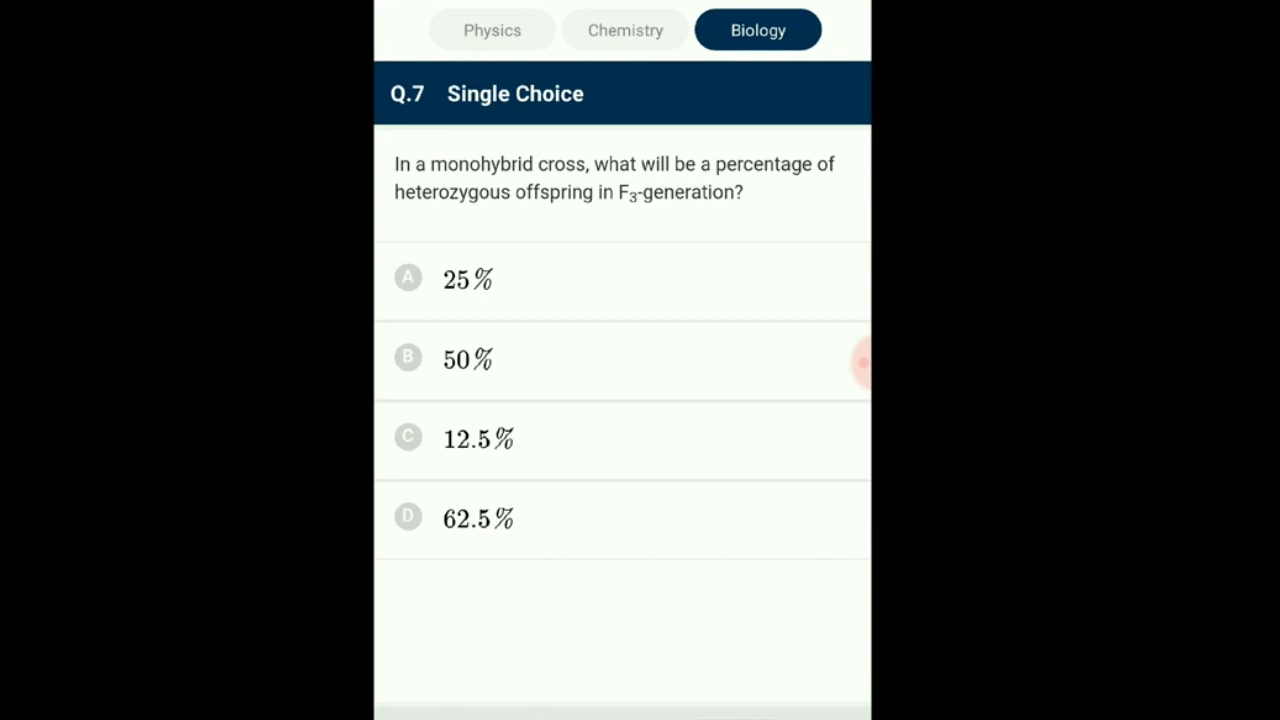 Physics Chemistry Biology
Q.7 Single Choice
In a monohybrid cross, what will be a percentage of
heterozygous offspring in F₃-generation?
A 25%
B 50%
C 12.5%
D 62.5%